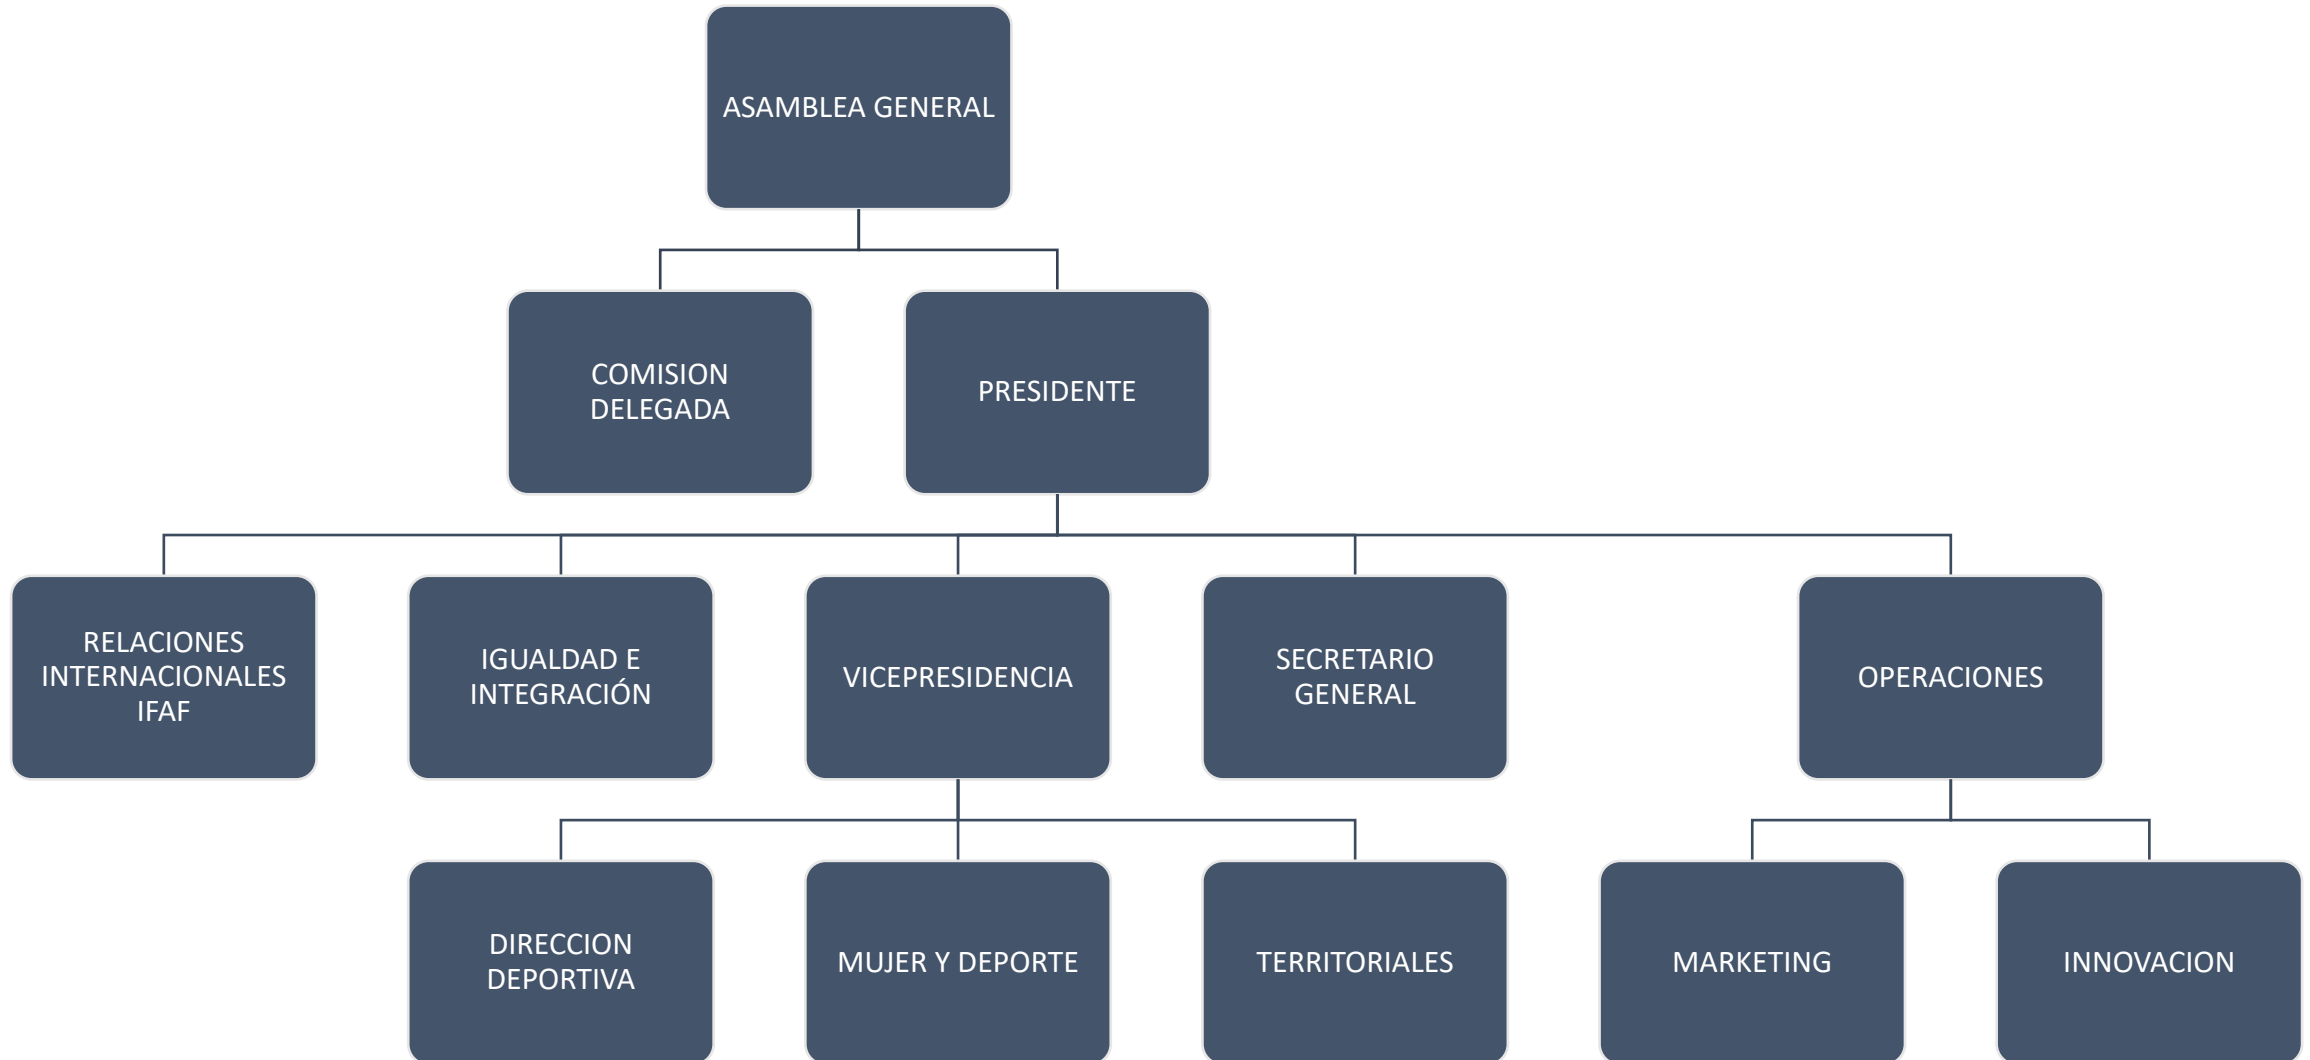 ASAMBLEA GENERAL
COMISION
DELEGADA
PRESIDENTE
RELACIONES
INTERNACIONALES
IFAF
IGUALDAD E
INTEGRACIÓN
VICEPRESIDENCIA
SECRETARIO
GENERAL
OPERACIONES
DIRECCION
DEPORTIVA
MUJER Y DEPORTE
TERRITORIALES
MARKETING
INNOVACION